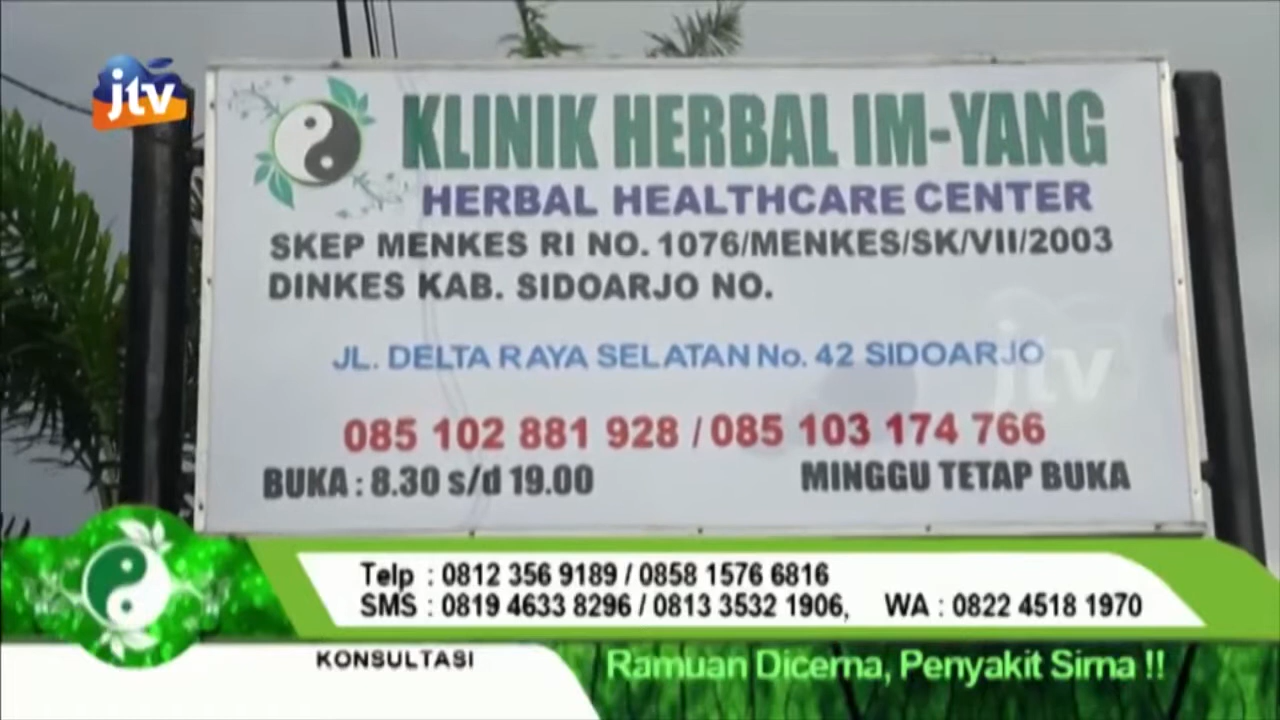 jtv
KLINIK HERBAL IM-YANG
HERBAL HEALTHCARE CENTER
SKEP MENKES RI NO. 1076/MENKES/SK/VII/2003
DINKES KAB. SIDOARJO NO.
JL. DELTA RAYA SELATAN No. 42 SIDOARJO
jtv
085 102 881 928 / 085 103 174 766
BUKA : 8.30 s/d 19.00 MINGGU TETAP BUKA
Telp : 0812 356 9189 / 0858 1576 6816
SMS : 0819 4633 8296 / 0813 3532 1906, WA : 0822 4518 1970
KONSULTASI
Ramuan Dicerna, Penyakit Sirna !!